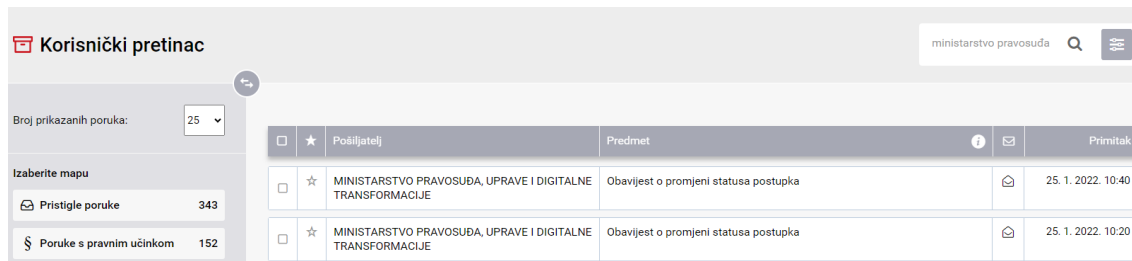 Korisnički pretinac
ministarstvo pravosuđa
Broj prikazanih poruka:
25
Pošiljatelj
Predmet
Primitak
Izaberite mapu
Pristigle poruke
343
§ Poruke s pravnim učinkom
152
MINISTARSTVO PRAVOSUĐA, UPRAVE I DIGITALNE
TRANSFORMACIJE
Obavijest o promjeni statusa postupka
25. 1. 2022. 10:40
MINISTARSTVO PRAVOSUĐA, UPRAVE I DIGITALNE
TRANSFORMACIJE
Obavijest o promjeni statusa postupka
25. 1. 2022. 10:20